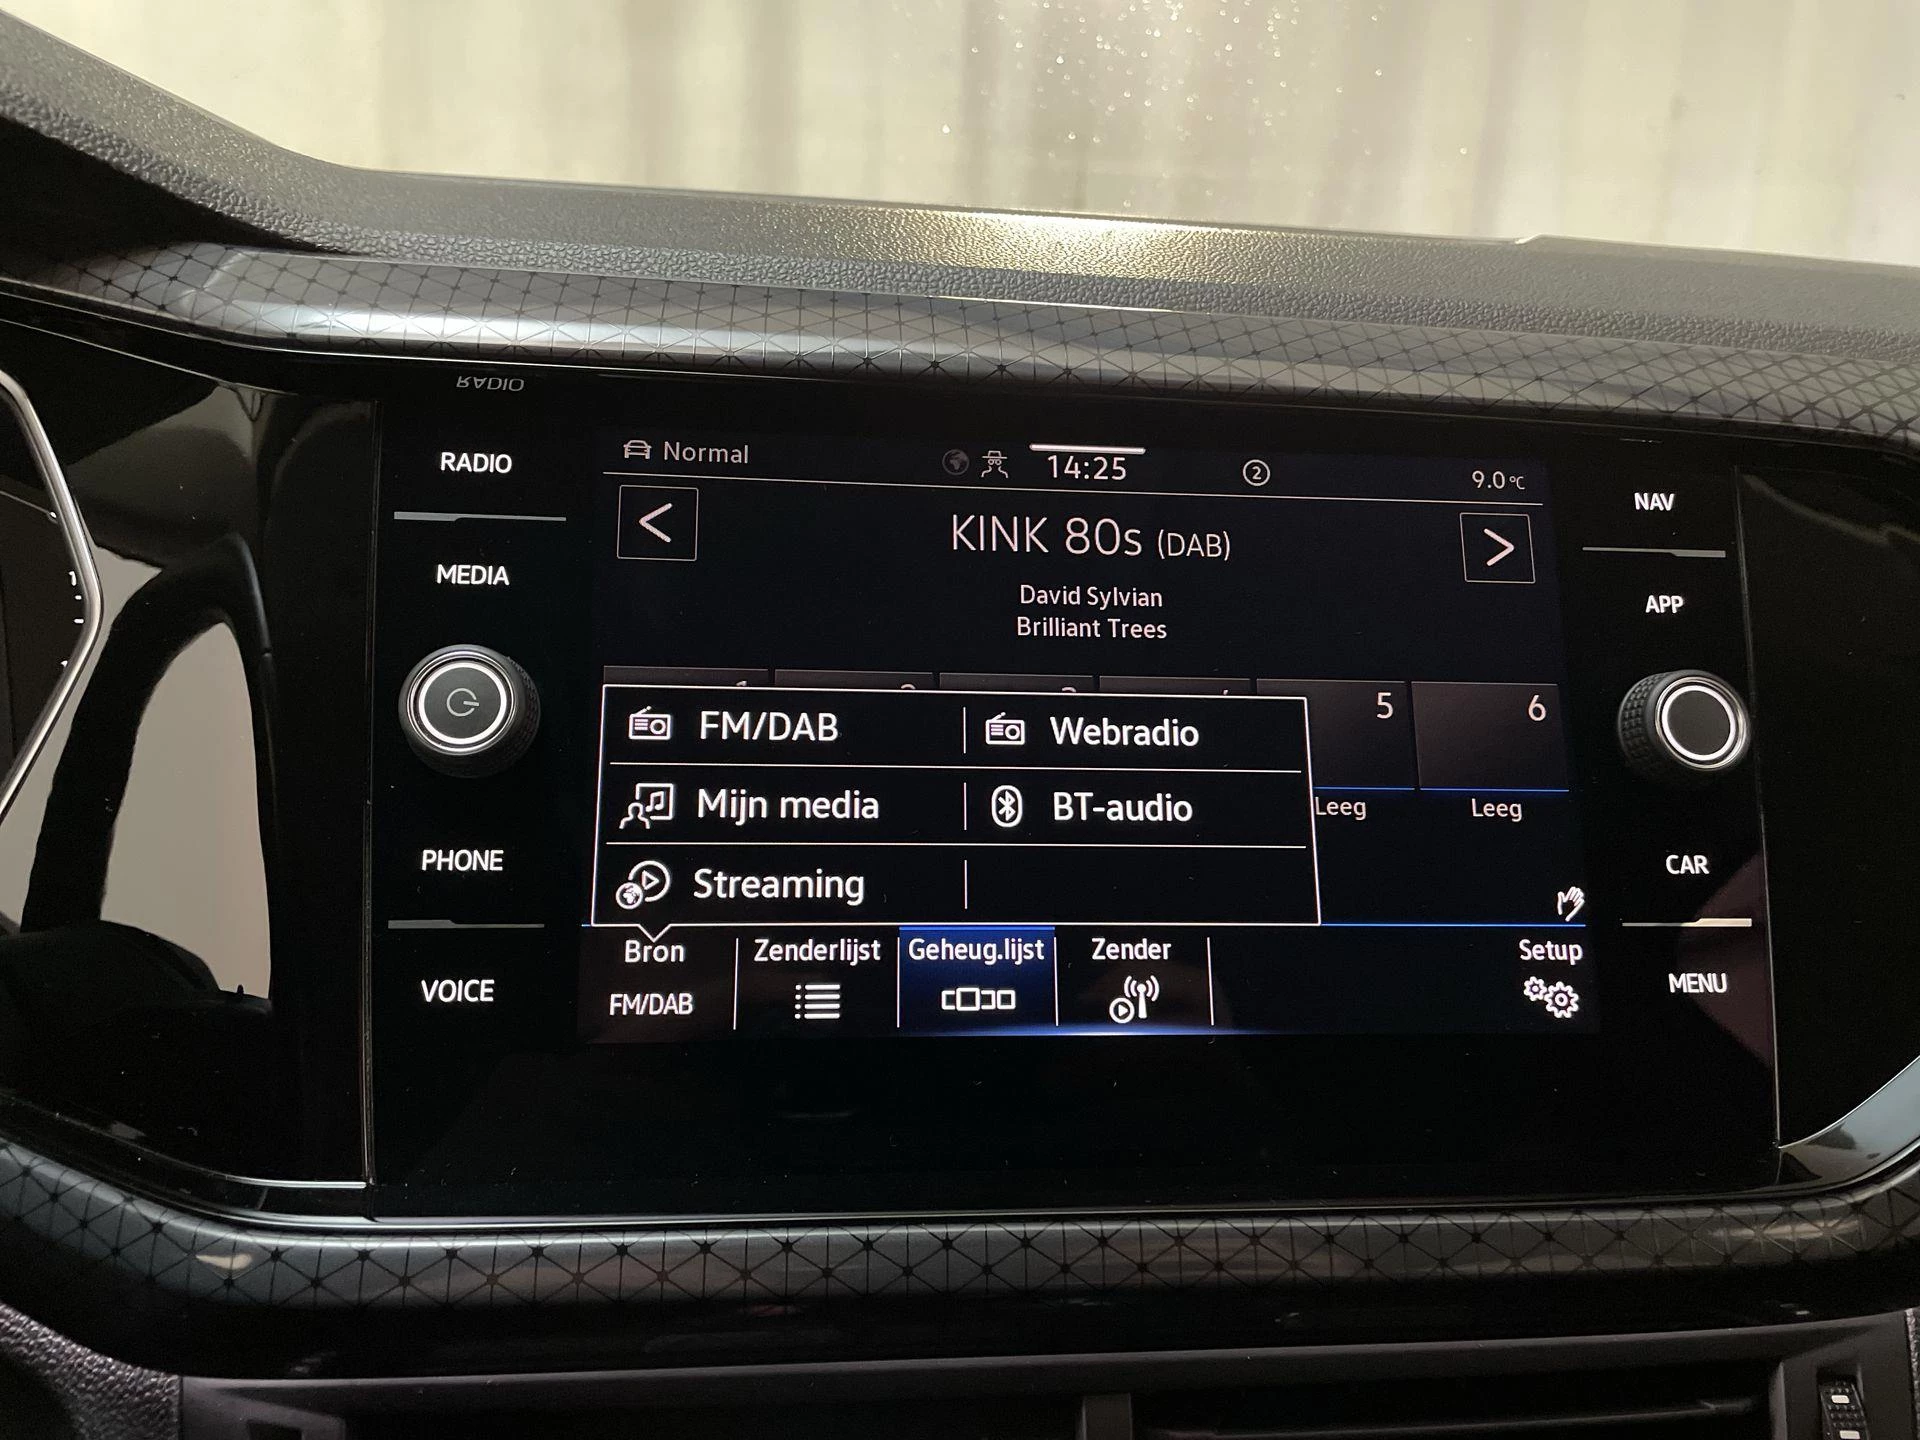 RADIO
RADIO
MEDIA
PHONE
VOICE
Normal
14:25
2
9.0°C
KINK 80s (DAB)
David Sylvian
Brilliant Trees
5
6
Leeg
Leeg
FM/DAB
Webradio
Mijn media
BT-audio
Streaming
Bron
FM/DAB
Zenderlijst
Geheug.lijst
Zender
Setup
NAV
APP
CAR
MENU